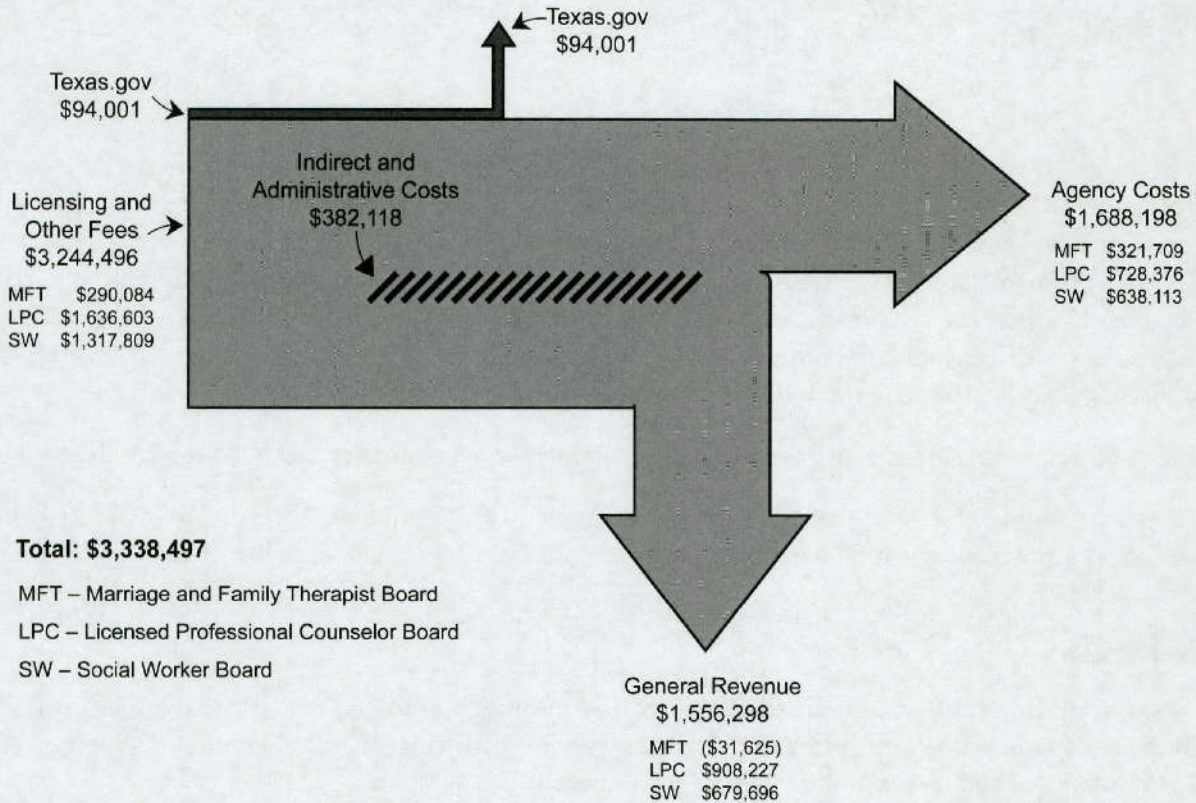 Texas.gov
$94,001
Texas.gov
$94,001
Indirect and
Administrative Costs
$382,118
Licensing and
Other Fees
$3,244,496
MFT $290,084
LPC $1,636,603
SW $1,317,809
Agency Costs
$1,688,198
MFT $321,709
LPC $728,376
SW $638,113
Total: $3,338,497
MFT – Marriage and Family Therapist Board
LPC – Licensed Professional Counselor Board
SW – Social Worker Board
General Revenue
$1,556,298
MFT ($31,625)
LPC $908,227
SW $679,696